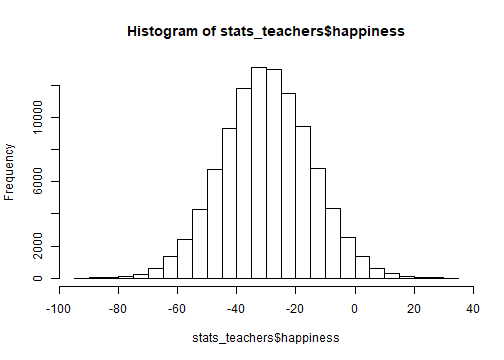 Histogram of stats_teachers$happiness
Frequency
10000
6000
2000
0
-100 -80 -60 -40 -20 0 20 40
stats_teachers$happiness